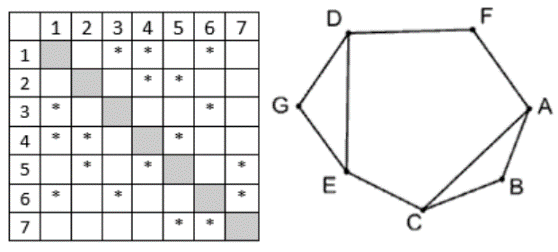 1 2 3 4 5 6 7
1 * * *
2 * *
3 * *
4 * * *
5 * * *
6 * * *
7 * *
D F
G A
E B
C